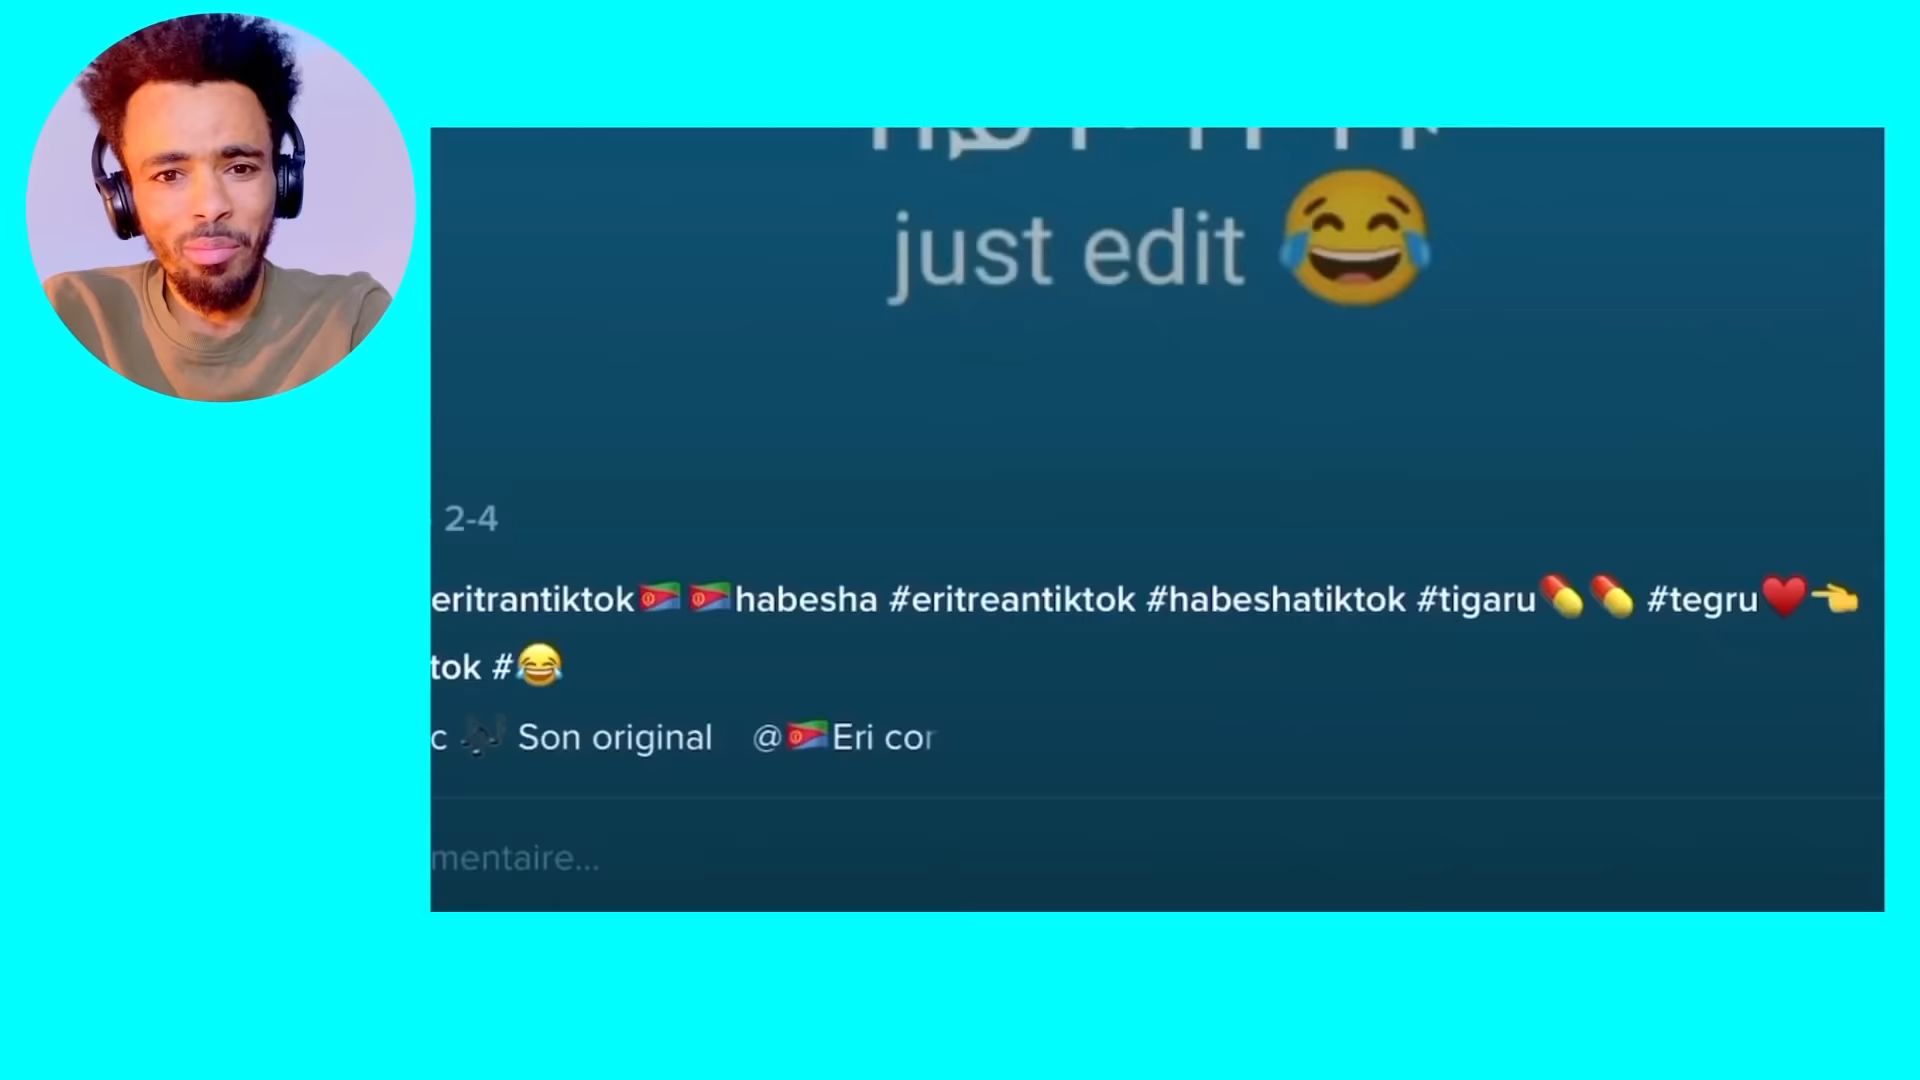 just edit 😂
2-4
eritrantiktok🇪🇷🇪🇷habesha #eritreantiktok #habeshatiktok #tigaru💊💊 #tegru❤️👈
tok #😂
c 🎶 Son original @🇪🇷Eri cor
mentaire...